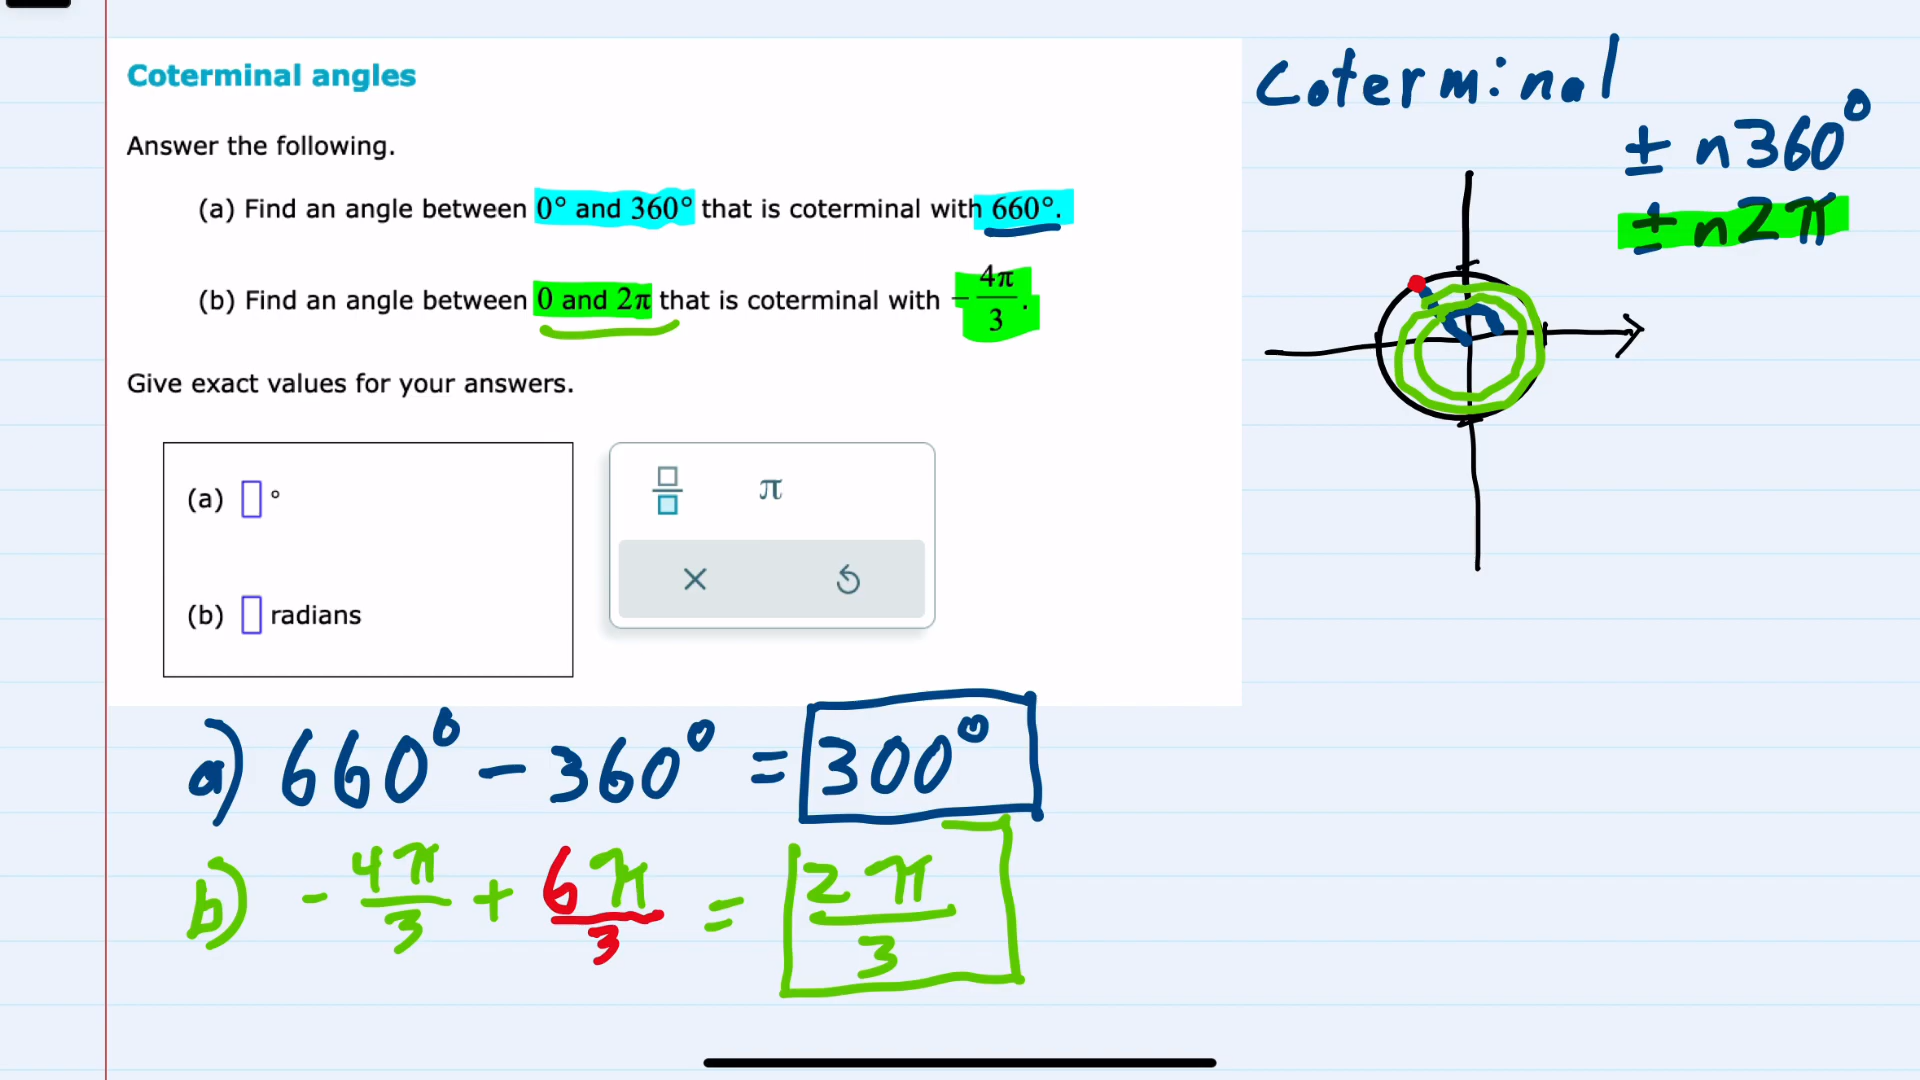 Coterminal angles
Answer the following.
(a) Find an angle between 0° and 360° that is coterminal with 660°.
(b) Find an angle between 0 and 2π that is coterminal with −4π/3.
Give exact values for your answers.
(a) □°
(b) □ radians
□/□ π
× ↺
Coterminal
± n360°
± n2π
a) 660° − 360° = 300°
b) −4π/3 + 6π/3 = 2π/3